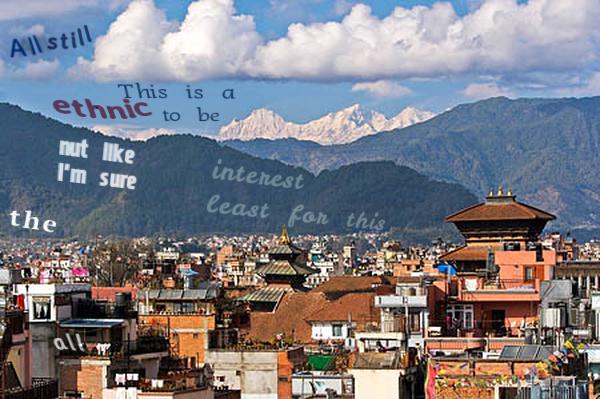 All still
This is a
ethnic to be
nut like
I'm sure
interest
least for this
the
all